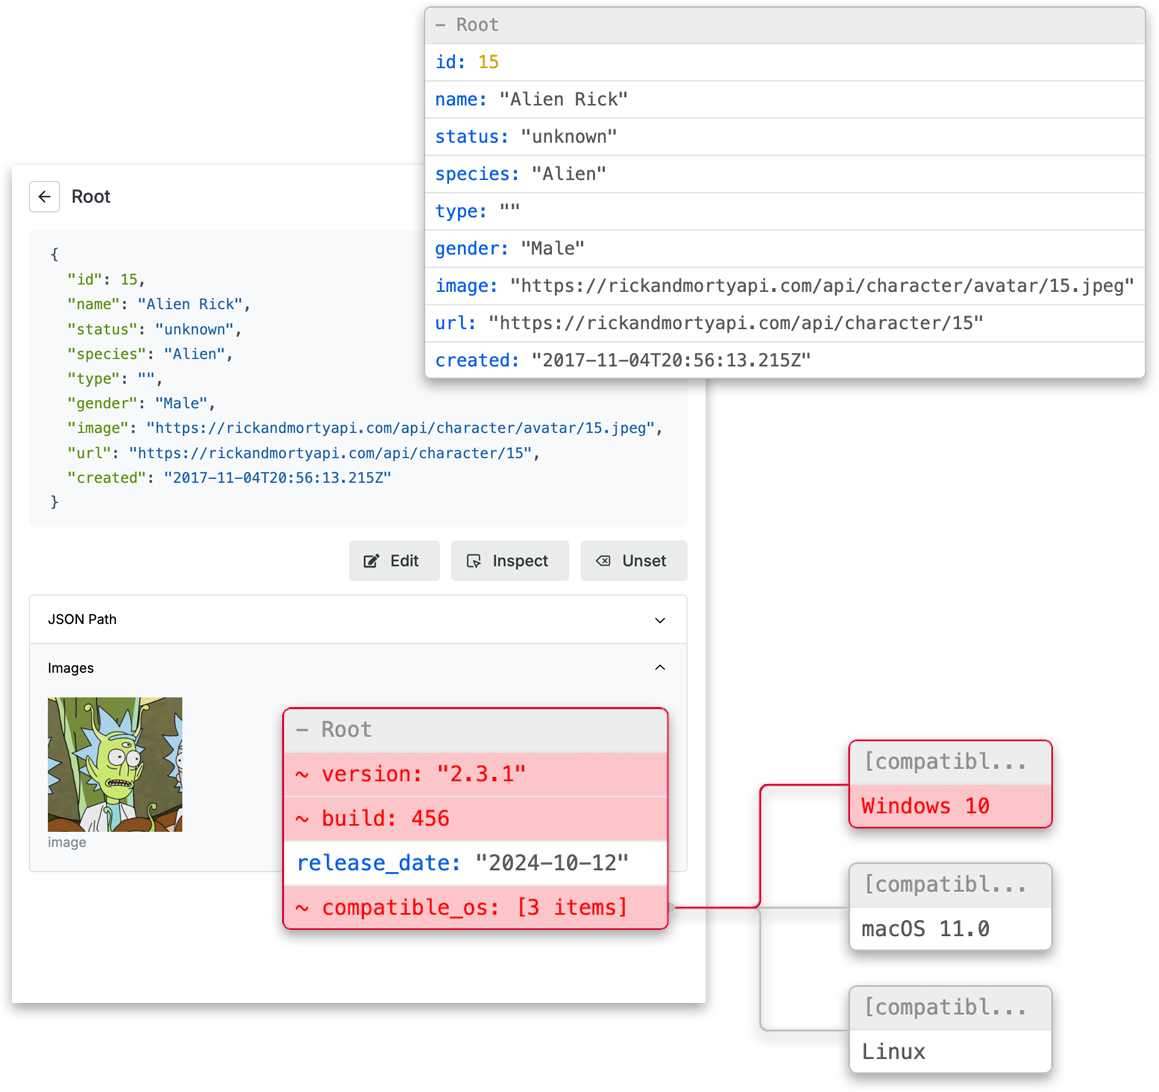 − Root
id: 15
name: "Alien Rick"
status: "unknown"
species: "Alien"
type: ""
gender: "Male"
image: "https://rickandmortyapi.com/api/character/avatar/15.jpeg"
url: "https://rickandmortyapi.com/api/character/15"
created: "2017-11-04T20:56:13.215Z"
Root
{
"id": 15,
"name": "Alien Rick",
"status": "unknown",
"species": "Alien",
"type": "",
"gender": "Male",
"image": "https://rickandmortyapi.com/api/character/avatar/15.jpeg",
"url": "https://rickandmortyapi.com/api/character/15",
"created": "2017-11-04T20:56:13.215Z"
}
Edit
Inspect
Unset
JSON Path
Images
image
− Root
~ version: "2.3.1"
~ build: 456
release_date: "2024-10-12"
~ compatible_os: [3 items]
[compatibl...
Windows 10
[compatibl...
macOS 11.0
[compatibl...
Linux